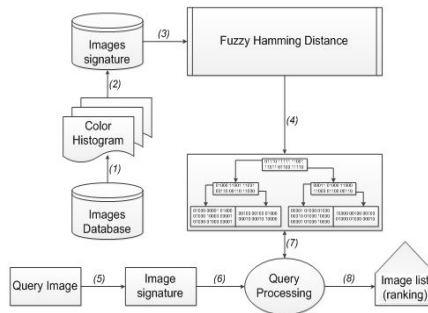 Images
signature
(3)
Fuzzy Hamming Distance
(2)
(4)
Color
Histogram
(1)
Images
Database
(7)
Query Image
(5)
Image
signature
(6)
Query
Processing
(8)
Image list
(ranking)